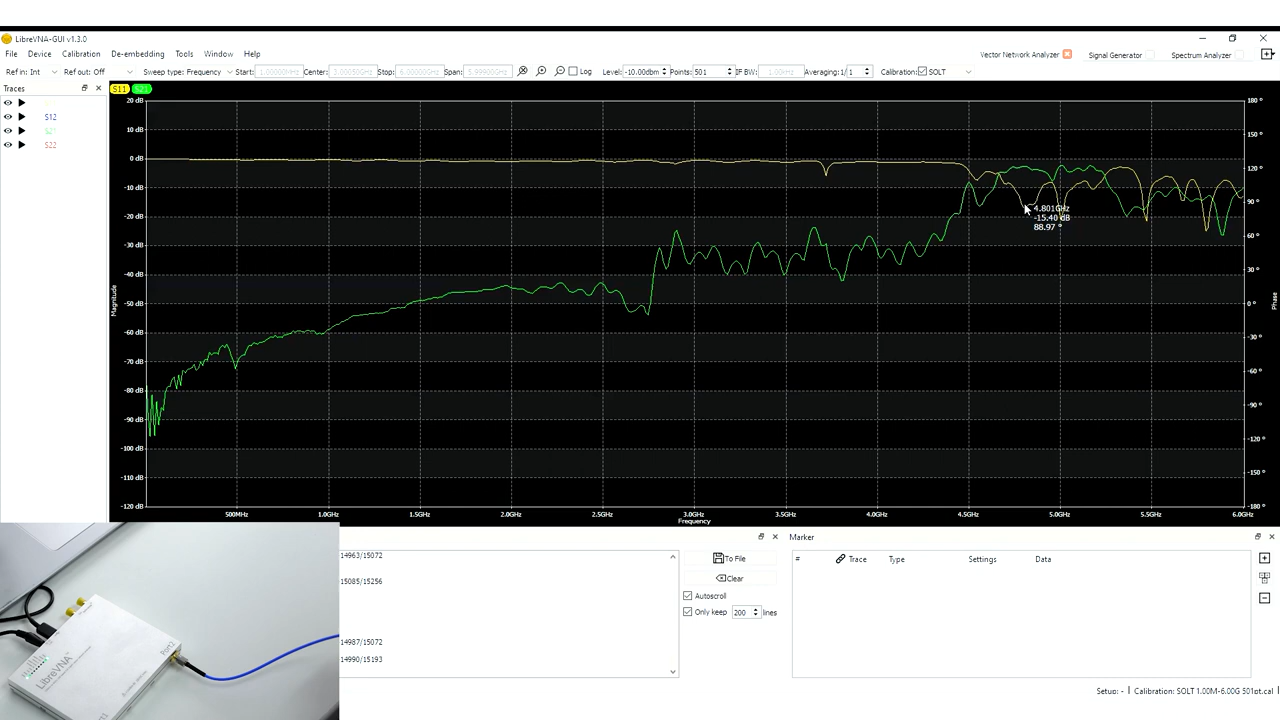 LibreVNA-GUI v1.3.0
File Device Calibration De-embedding Tools Window Help
Vector Network Analyzer Signal Generator Spectrum Analyzer
Ref in: Int Ref out: Off Sweep type: Frequency Start: Center: Stop: Span: Log Level: -10.00dbm Points: 501 IF BW: 1.00kHz Averaging: 1/ 1 Calibration: SOLT
Traces
S11 S21
S12
S21
S22
20 dB
10 dB
0 dB
-10 dB
-20 dB
-30 dB
-40 dB
-50 dB
-60 dB
-70 dB
-80 dB
-90 dB
-100 dB
-110 dB
-120 dB
Magnitude
4.801GHz
-15.40 dB
88.97 °
180 °
150 °
120 °
90 °
60 °
30 °
0 °
-30 °
-60 °
-90 °
-120 °
-150 °
-180 °
Phase
500MHz 1.0GHz 1.5GHz 2.0GHz 2.5GHz 3.0GHz 3.5GHz 4.0GHz 4.5GHz 5.0GHz 5.5GHz 6.0GHz
Frequency
14963/15072
15085/15256
14987/15072
14990/15193
To File
Clear
Autoscroll
Only keep 200 lines
Marker
# Trace Type Settings Data
Setup: - Calibration: SOLT 1.00M-6.00G 501pt.cal
LibreVNA
Port2